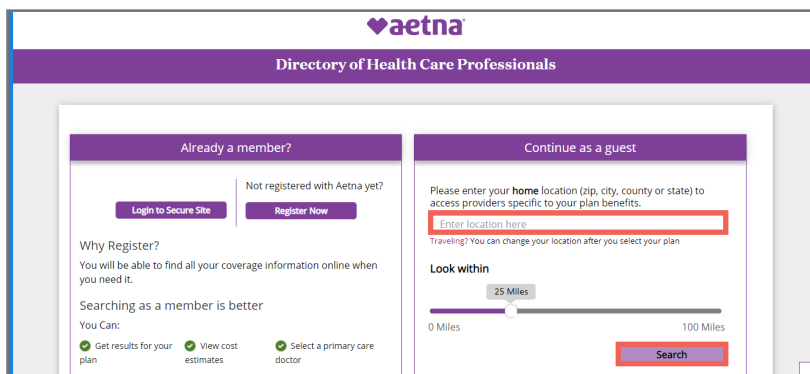 aetna
Directory of Health Care Professionals
Already a member?
Login to Secure Site
Not registered with Aetna yet?
Register Now
Why Register?
You will be able to find all your coverage information online when
you need it.
Searching as a member is better
You Can:
Get results for your
plan
View cost
estimates
Select a primary care
doctor
Continue as a guest
Please enter your home location (zip, city, county or state) to
access providers specific to your plan benefits.
Enter location here
Traveling? You can change your location after you select your plan
Look within
25 Miles
0 Miles
100 Miles
Search